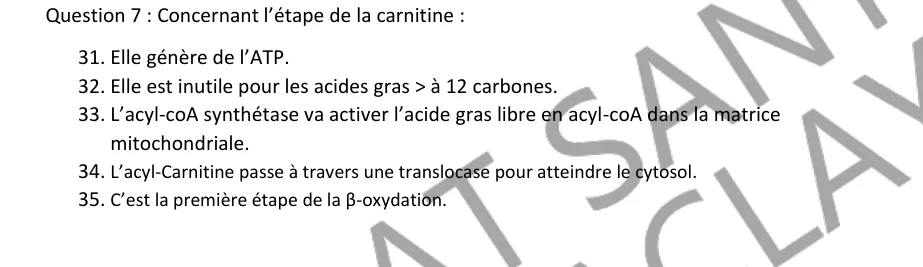 Question 7 : Concernant l’étape de la carnitine :
31. Elle génère de l’ATP.
32. Elle est inutile pour les acides gras > à 12 carbones.
33. L’acyl-coA synthétase va activer l’acide gras libre en acyl-coA dans la matrice
mitochondriale.
34. L’acyl-Carnitine passe à travers une translocase pour atteindre le cytosol.
35. C’est la première étape de la β-oxydation.